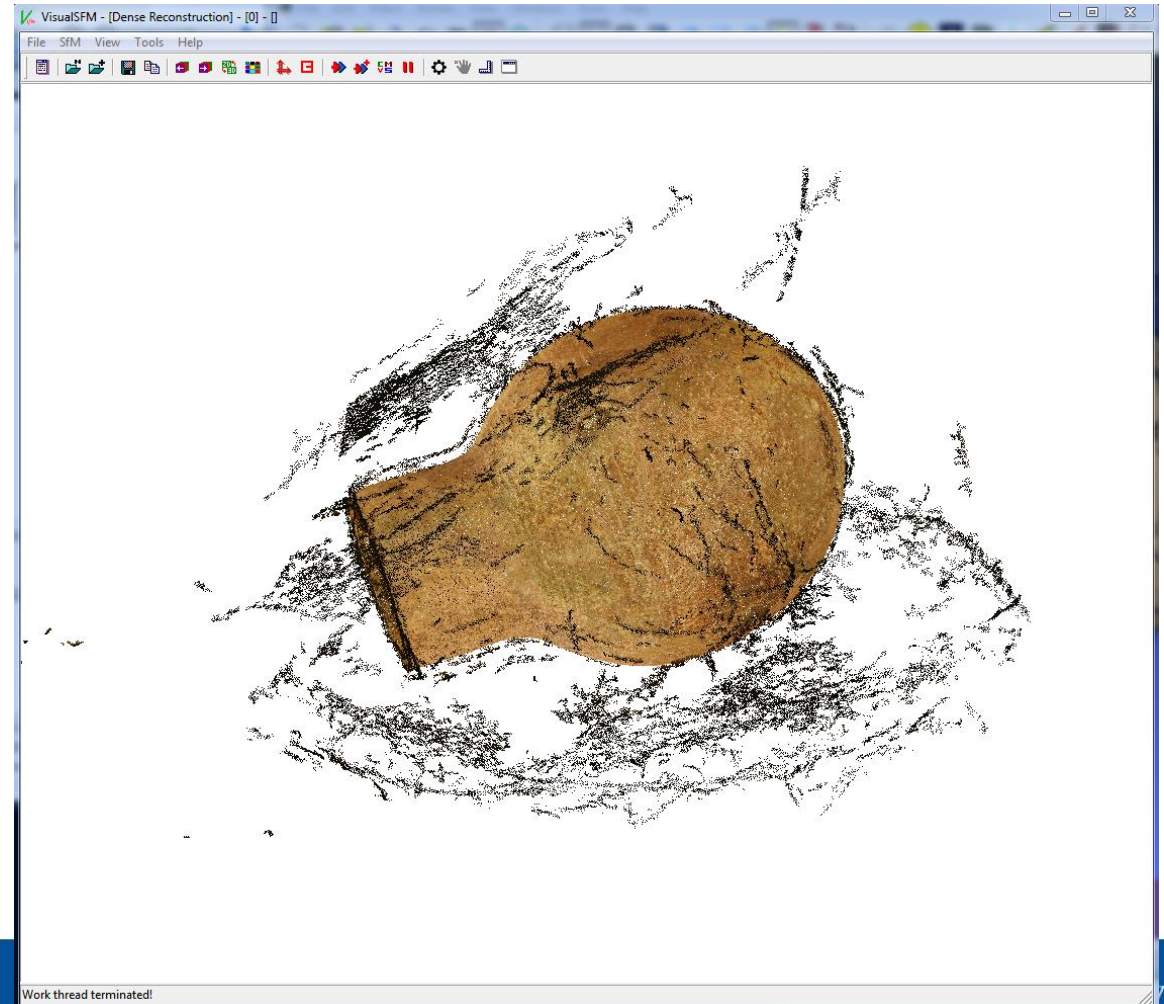 VisualSFM - [Dense Reconstruction] - [0] - []
File SfM View Tools Help
Work thread terminated!